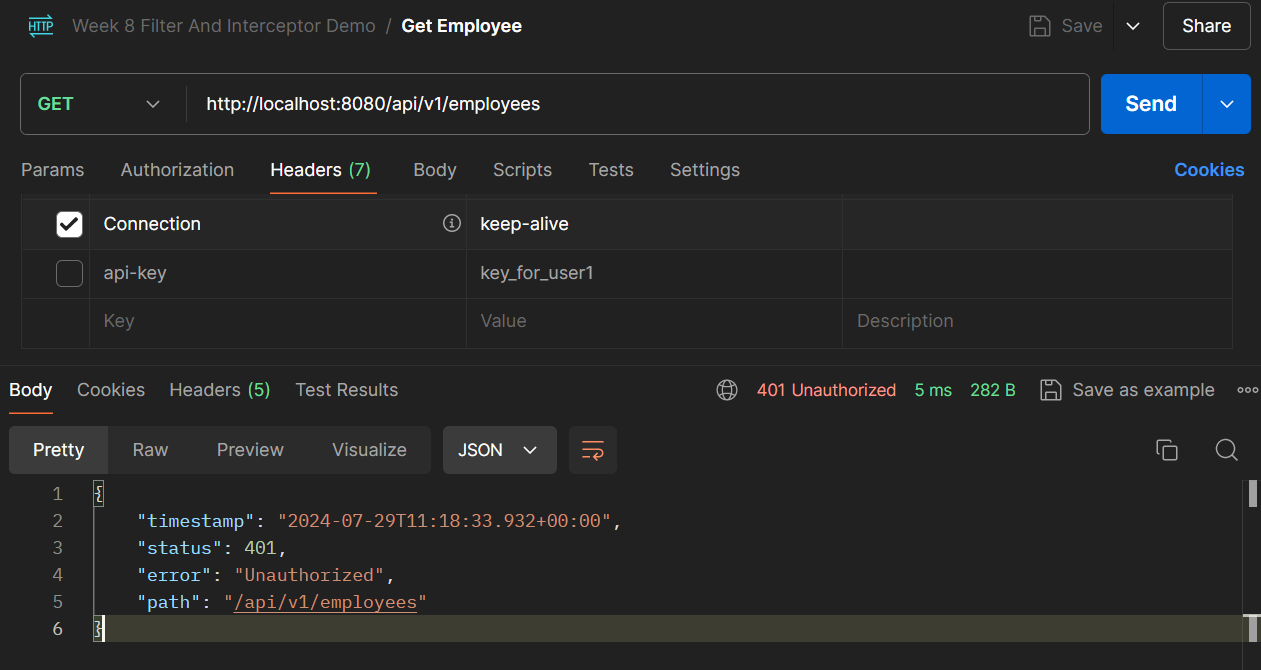 HTTP Week 8 Filter And Interceptor Demo / Get Employee Save Share
GET http://localhost:8080/api/v1/employees Send
Params Authorization Headers (7) Body Scripts Tests Settings Cookies
Connection keep-alive
api-key key_for_user1
Key Value Description
Body Cookies Headers (5) Test Results 401 Unauthorized 5 ms 282 B Save as example
Pretty Raw Preview Visualize JSON
1 {
2 "timestamp": "2024-07-29T11:18:33.932+00:00",
3 "status": 401,
4 "error": "Unauthorized",
5 "path": "/api/v1/employees"
6 }